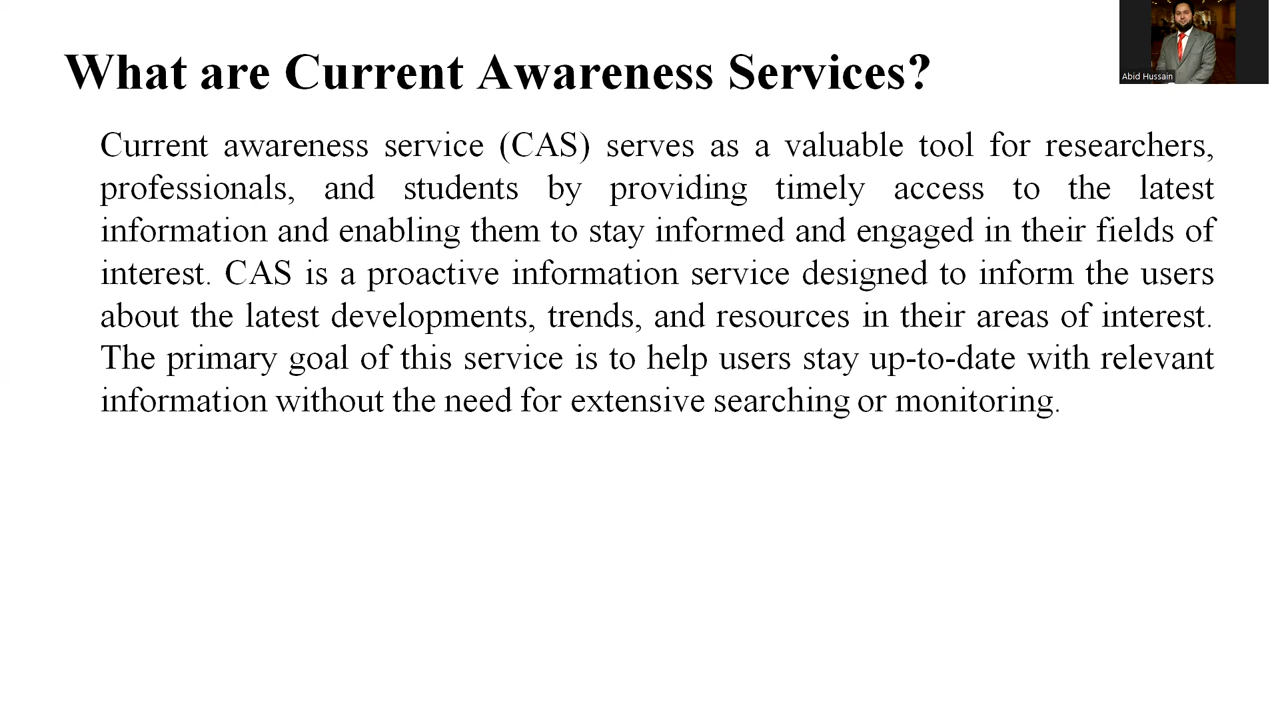 What are Current Awareness Services?
Abid Hussain
Current awareness service (CAS) serves as a valuable tool for researchers,
professionals, and students by providing timely access to the latest
information and enabling them to stay informed and engaged in their fields of
interest. CAS is a proactive information service designed to inform the users
about the latest developments, trends, and resources in their areas of interest.
The primary goal of this service is to help users stay up-to-date with relevant
information without the need for extensive searching or monitoring.